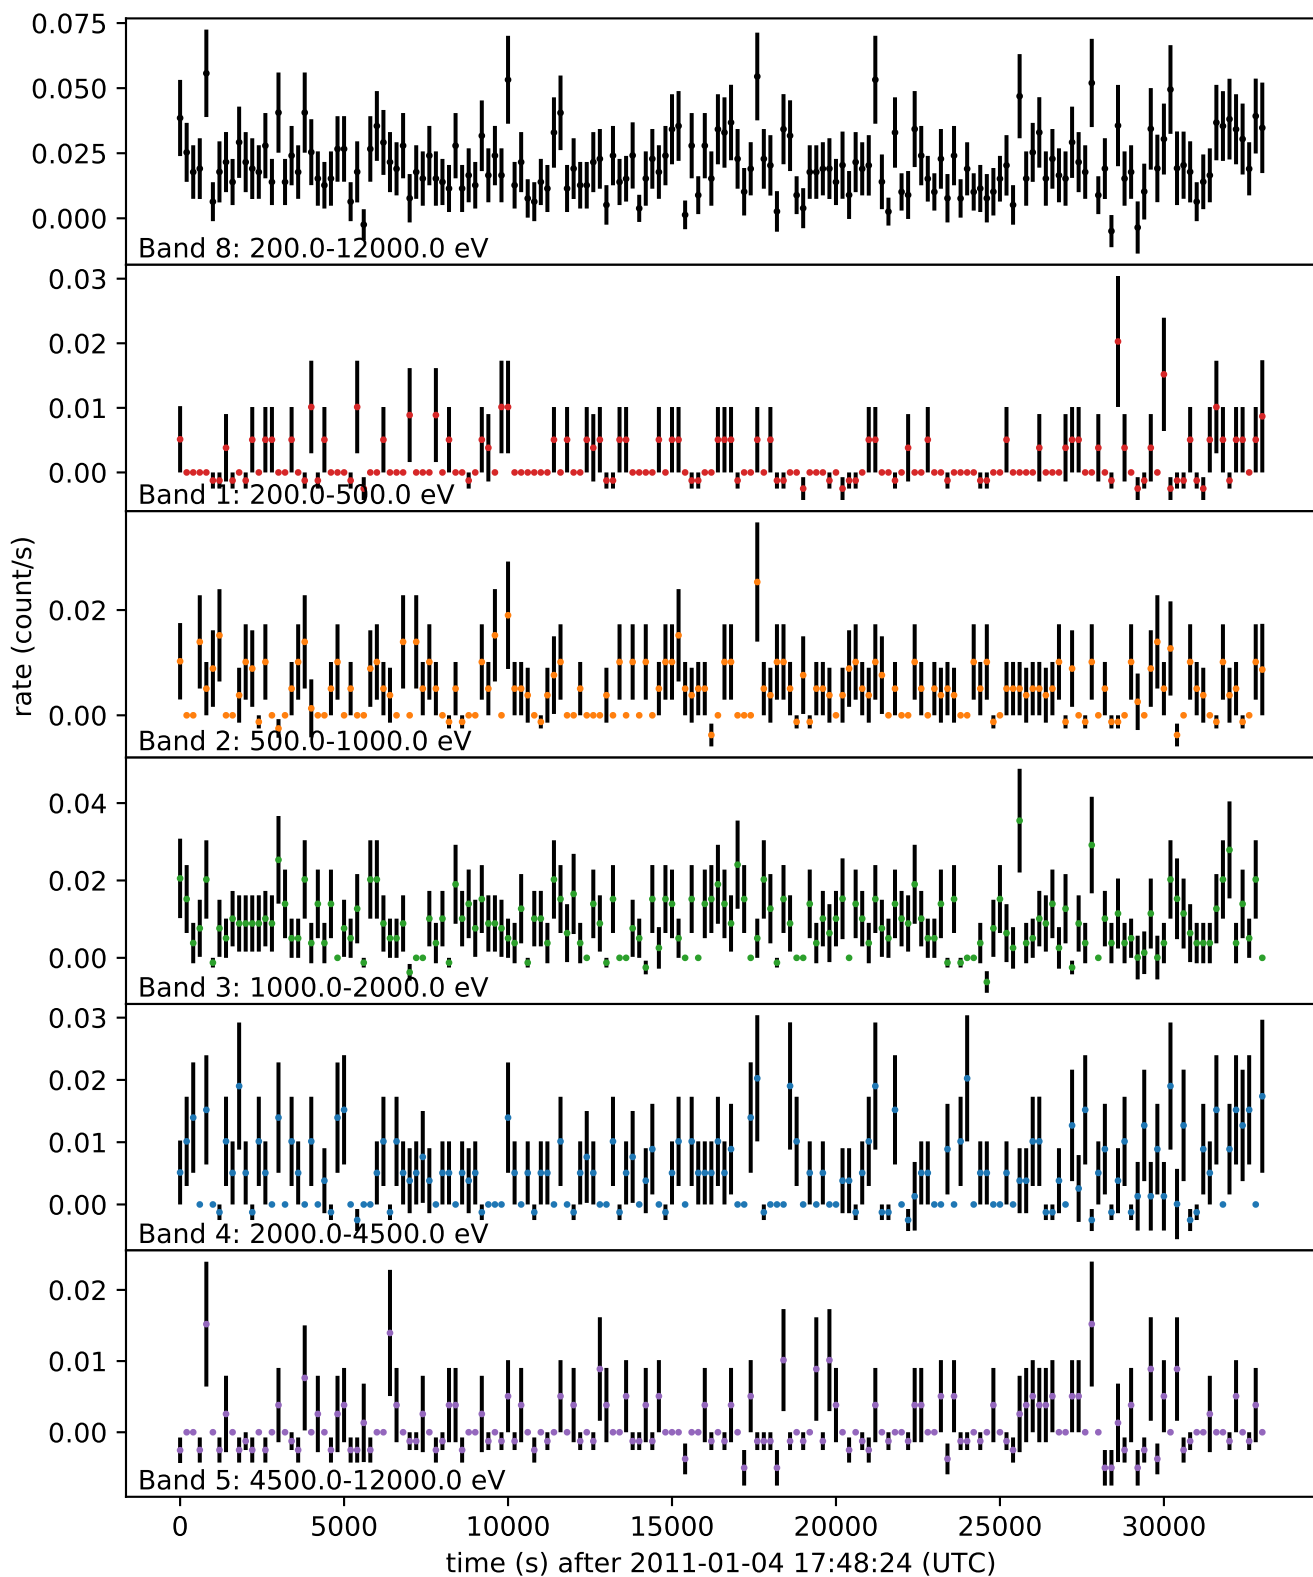 0.075
0.050
0.025
0.000
Band 8: 200.0-12000.0 eV
0.03
0.02
0.01
0.00
Band 1: 200.0-500.0 eV
rate (count/s)
0.02
0.00
Band 2: 500.0-1000.0 eV
0.04
0.02
0.00
Band 3: 1000.0-2000.0 eV
0.03
0.02
0.01
0.00
Band 4: 2000.0-4500.0 eV
0.02
0.01
0.00
Band 5: 4500.0-12000.0 eV
0 5000 10000 15000 20000 25000 30000
time (s) after 2011-01-04 17:48:24 (UTC)